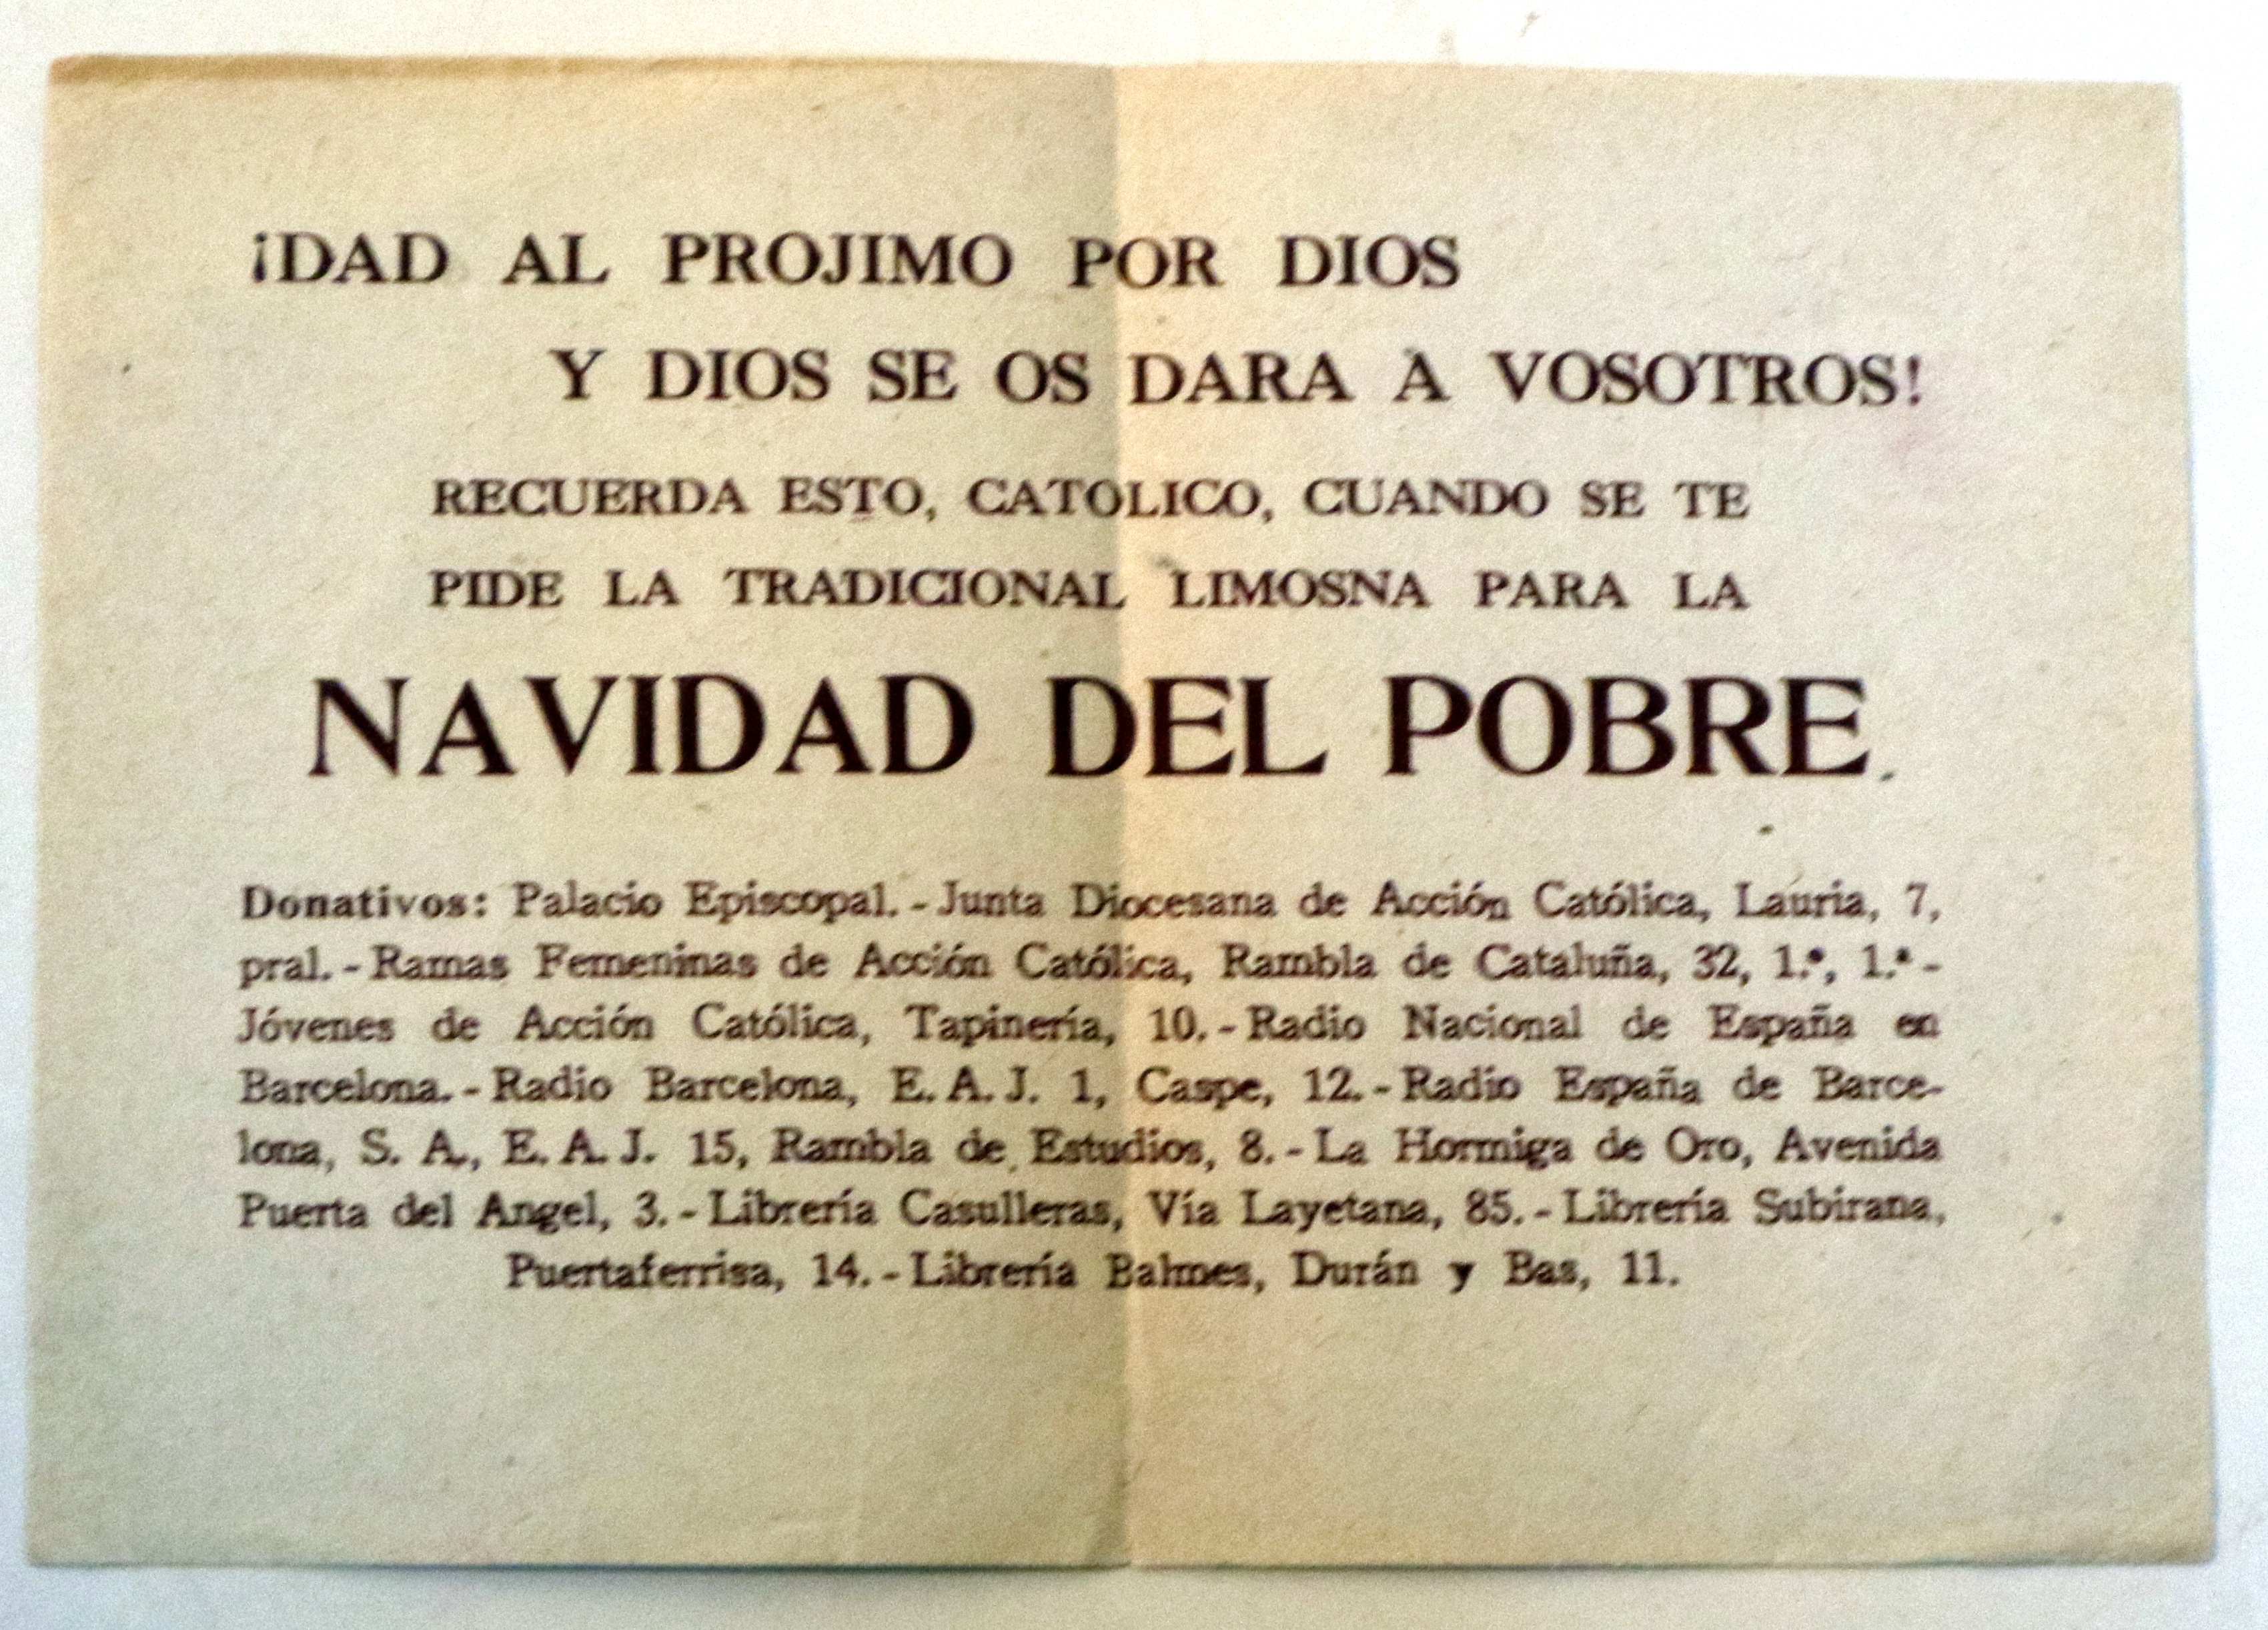 ¡DAD AL PROJIMO POR DIOS
Y DIOS SE OS DARA A VOSOTROS!
RECUERDA ESTO, CATOLICO, CUANDO SE TE
PIDE LA TRADICIONAL LIMOSNA PARA LA
NAVIDAD DEL POBRE.
Donativos: Palacio Episcopal. - Junta Diocesana de Acción Católica, Lauria, 7,
pral. - Ramas Femeninas de Acción Católica, Rambla de Cataluña, 32, 1.º, 1.ª -
Jóvenes de Acción Católica, Tapinería, 10. - Radio Nacional de España en
Barcelona. - Radio Barcelona, E. A. J. 1, Caspe, 12. - Radio España de Barce-
lona, S. A., E. A. J. 15, Rambla de Estudios, 8. - La Hormiga de Oro, Avenida
Puerta del Angel, 3. - Librería Casulleras, Vía Layetana, 85. - Librería Subirana,
Puertaferrisa, 14. - Librería Balmes, Durán y Bas, 11.